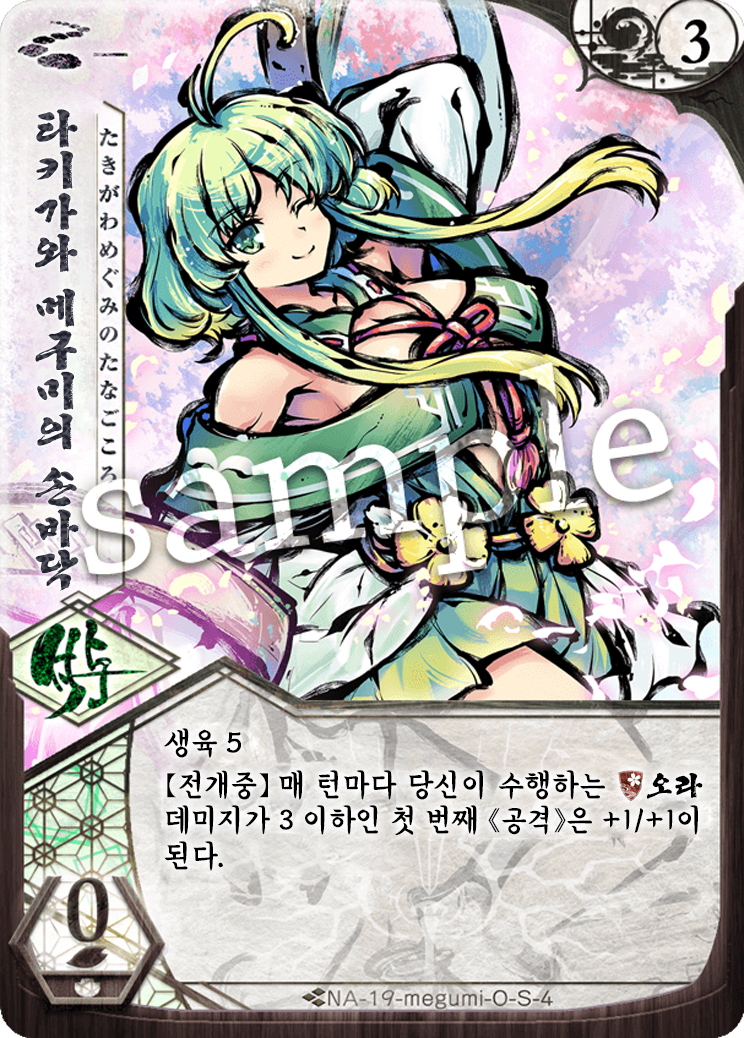 3
타키가와 메구미의 손바닥
たきがわめぐみのたなごころ
sample
생육 5
【전개중】 매 턴마다 당신이 수행하는 오라
데미지가 3 이하인 첫 번째 《공격》은 +1/+1이
된다.
0
NA-19-megumi-O-S-4